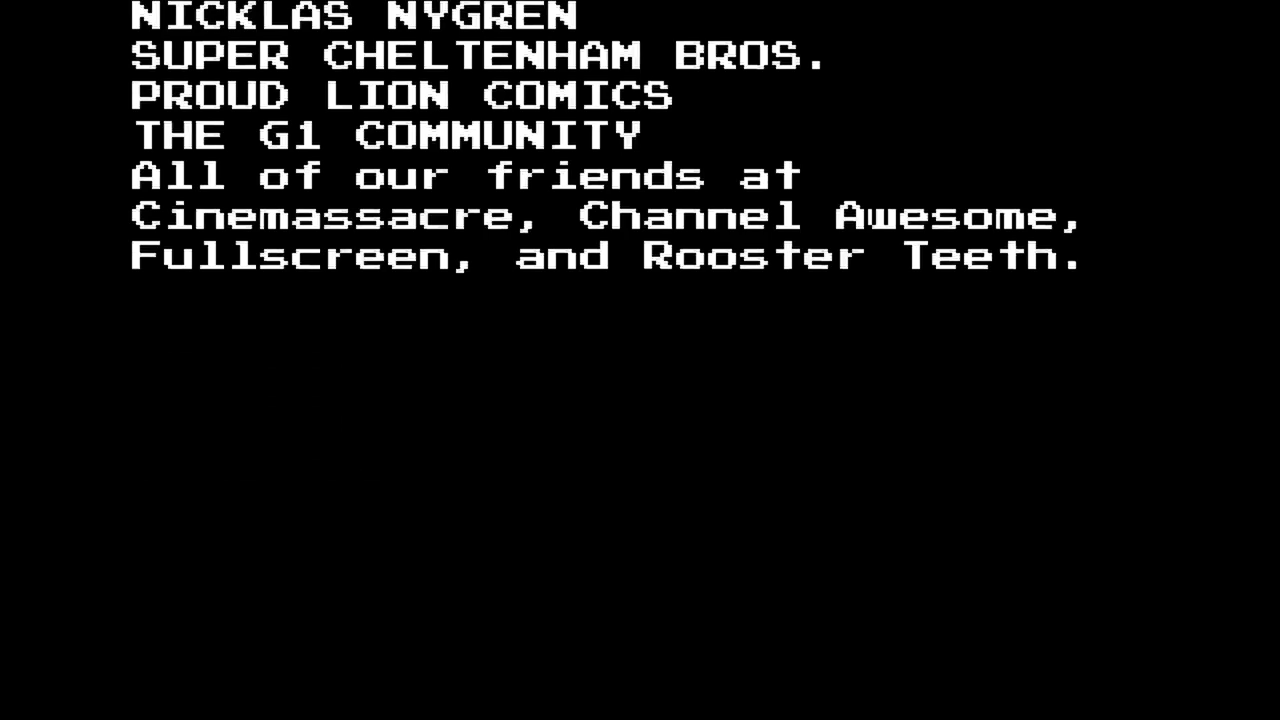 NICKLAS NYGREN
SUPER CHELTENHAM BROS.
PROUD LION COMICS
THE G1 COMMUNITY
All of our friends at
Cinemassacre, Channel Awesome,
Fullscreen, and Rooster Teeth.